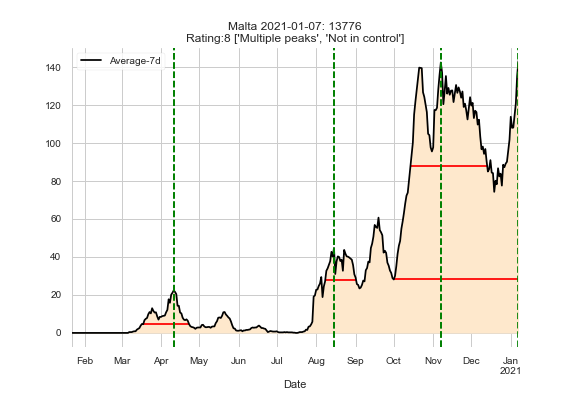 Malta 2021-01-07: 13776
Rating:8 ['Multiple peaks', 'Not in control']
Average-7d
140
120
100
80
60
40
20
0
Feb Mar Apr May Jun Jul Aug Sep Oct Nov Dec Jan
2021
Date